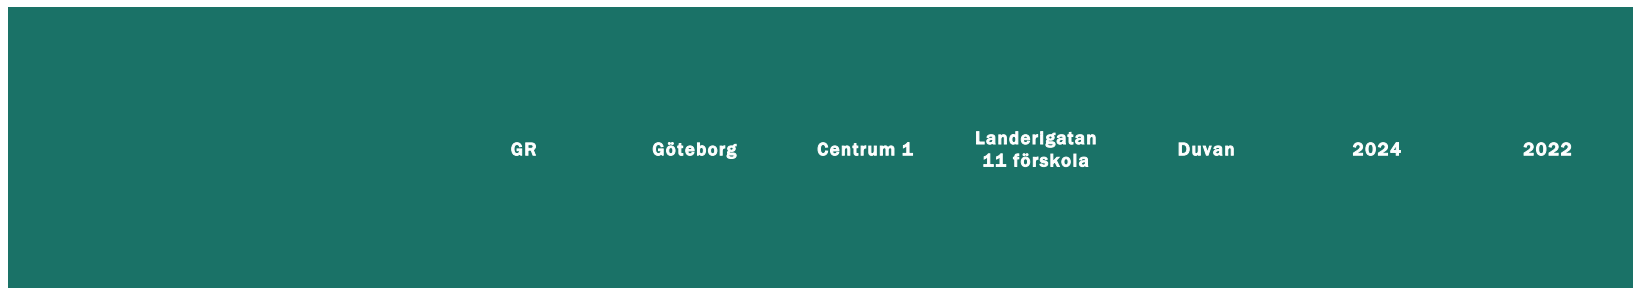 GR
Göteborg
Centrum 1
Landerigatan
11 förskola
Duvan
2024
2022